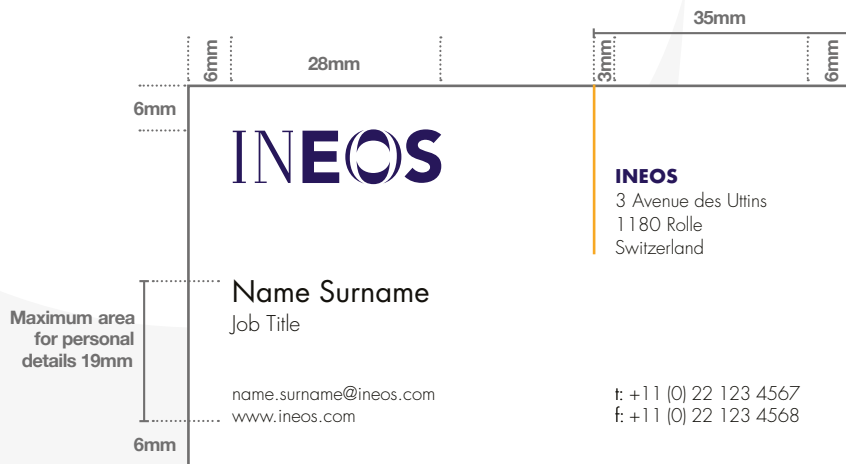 35mm
6mm
28mm
3mm
6mm
6mm
INEOS
INEOS
3 Avenue des Uttins
1180 Rolle
Switzerland
Maximum area
for personal
details 19mm
Name Surname
Job Title
name.surname@ineos.com
www.ineos.com
t: +11 (0) 22 123 4567
f: +11 (0) 22 123 4568
6mm